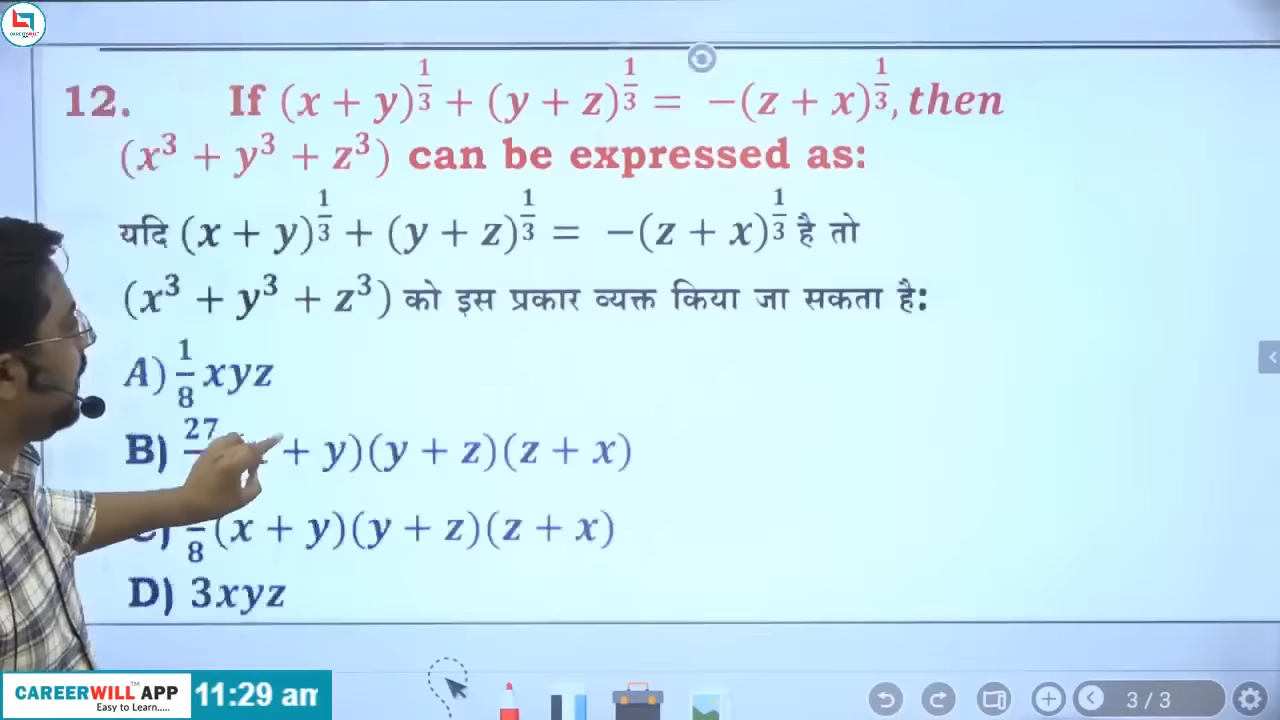 CAREERWILL
12. If (x + y)^{1/3} + (y + z)^{1/3} = −(z + x)^{1/3}, then
(x³ + y³ + z³) can be expressed as:
यदि (x + y)^{1/3} + (y + z)^{1/3} = −(z + x)^{1/3} है तो
(x³ + y³ + z³) को इस प्रकार व्यक्त किया जा सकता है:
A) 1/8 xyz
B) 27 + y)(y + z)(z + x)
8 (x + y)(y + z)(z + x)
D) 3xyz
CAREERWILL™ APP
Easy to Learn.....
11:29 am
3 / 3